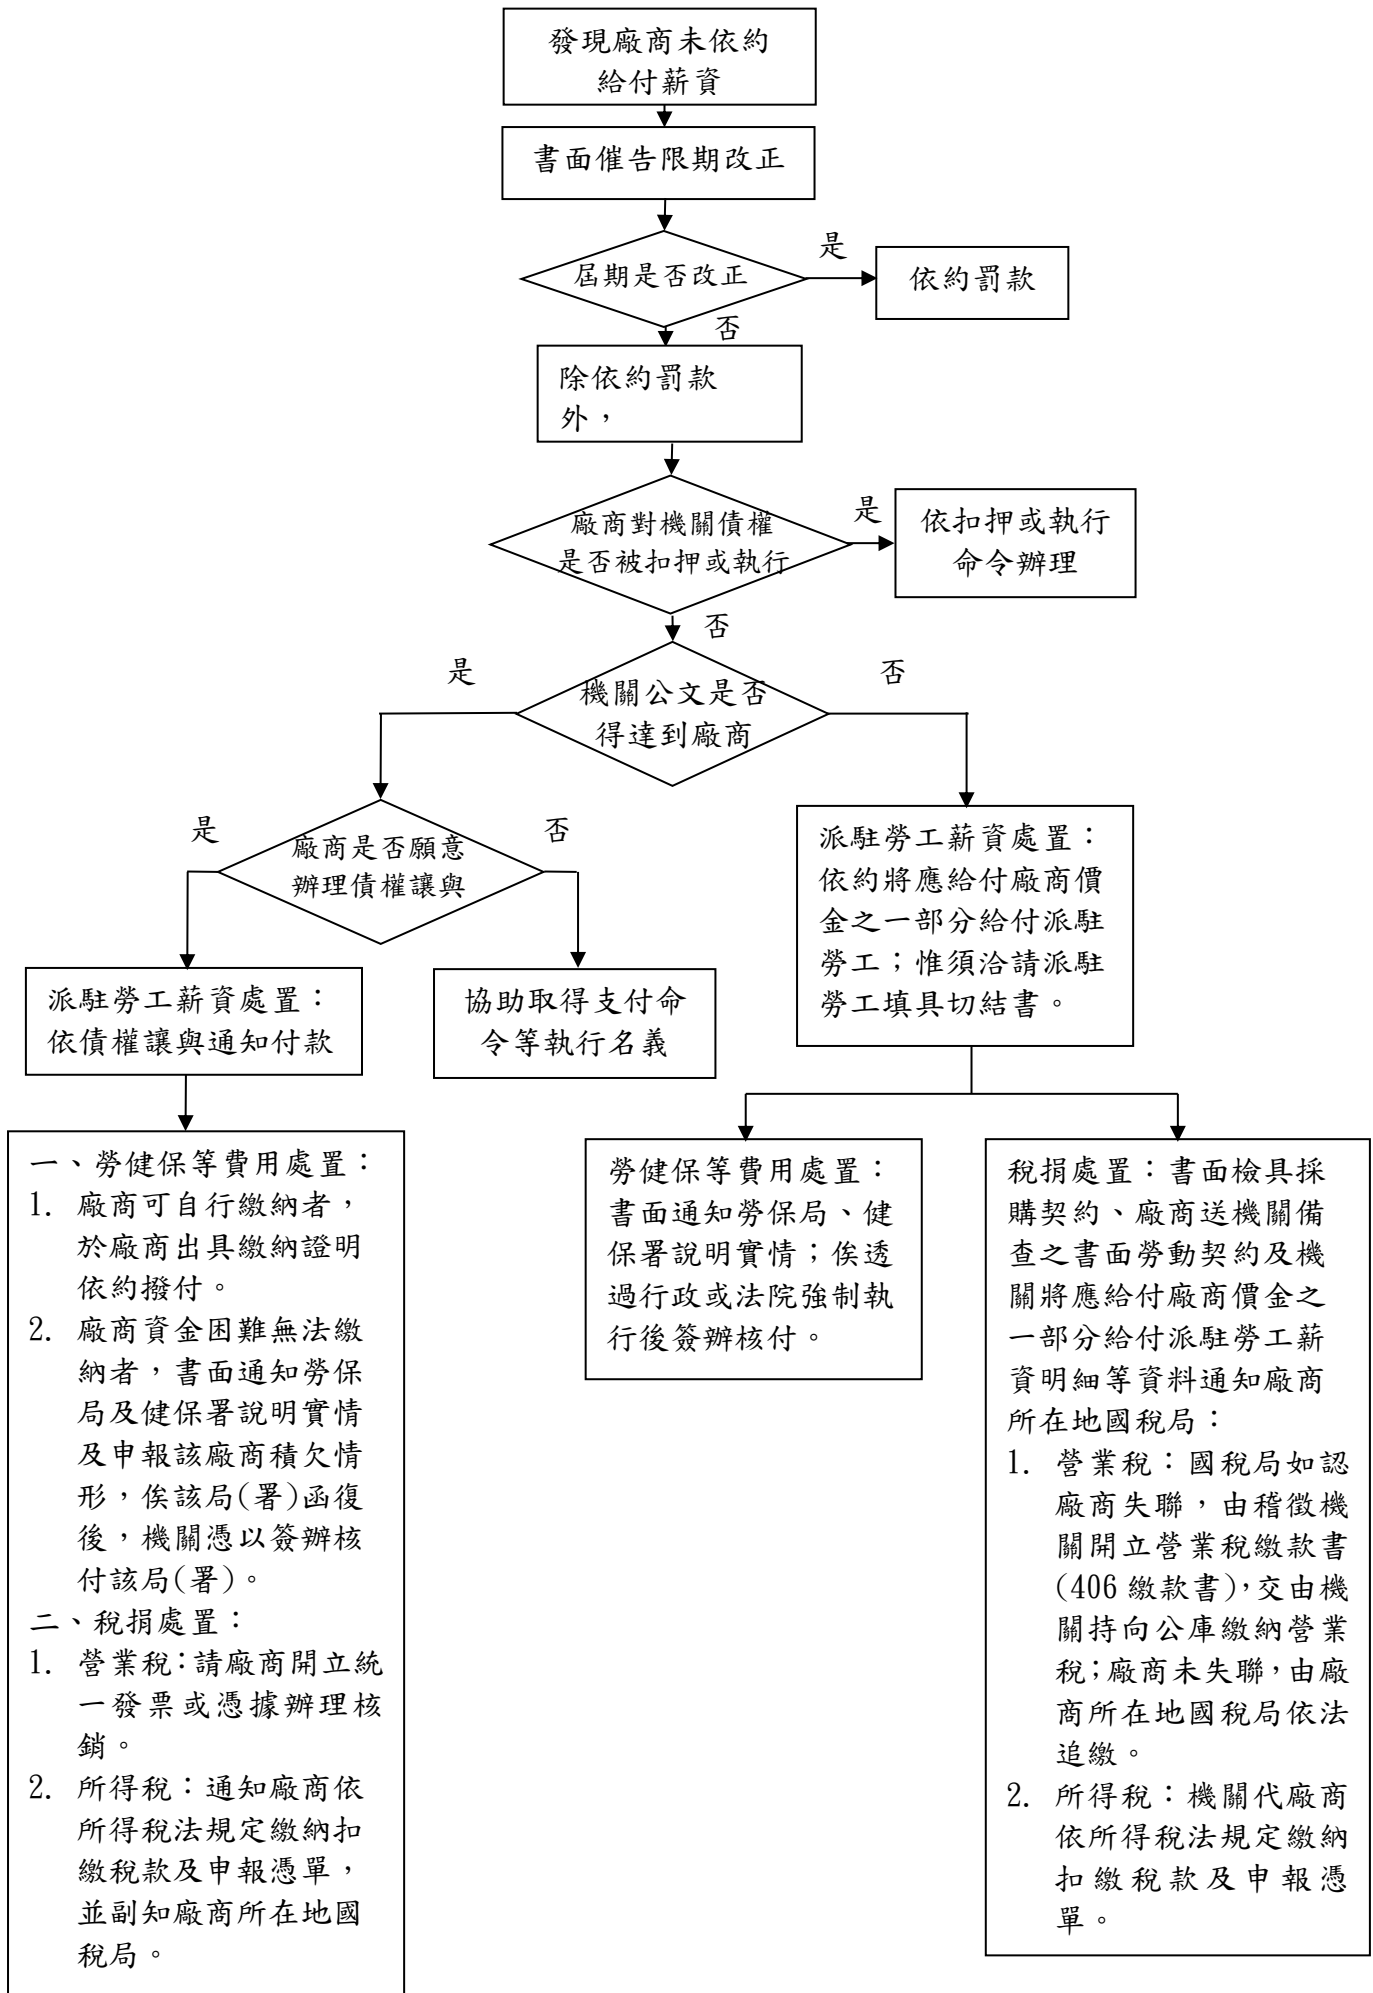 發現廠商未依約
給付薪資
書面催告限期改正
屆期是否改正
是
依約罰款
否
除依約罰款
外，
廠商對機關債權
是否被扣押或執行
是
依扣押或執行
命令辦理
否
機關公文是否
得達到廠商
是
否
廠商是否願意
辦理債權讓與
是
否
派駐勞工薪資處置：
依債權讓與通知付款
協助取得支付命
令等執行名義
派駐勞工薪資處置：
依約將應給付廠商價
金之一部分給付派駐
勞工；惟須洽請派駐
勞工填具切結書。
一、勞健保等費用處置：
1. 廠商可自行繳納者，
於廠商出具繳納證明
依約撥付。
2. 廠商資金困難無法繳
納者，書面通知勞保
局及健保署說明實情
及申報該廠商積欠情
形，俟該局(署)函復
後，機關憑以簽辦核
付該局(署)。
二、稅捐處置：
1. 營業稅：請廠商開立統
一發票或憑據辦理核
銷。
2. 所得稅：通知廠商依
所得稅法規定繳納扣
繳稅款及申報憑單，
並副知廠商所在地國
稅局。
勞健保等費用處置：
書面通知勞保局、健
保署說明實情；俟透
過行政或法院強制執
行後簽辦核付。
稅捐處置：書面檢具採
購契約、廠商送機關備
查之書面勞動契約及機
關將應給付廠商價金之
一部分給付派駐勞工薪
資明細等資料通知廠商
所在地國稅局：
1. 營業稅：國稅局如認
廠商失聯，由稽徵機
關開立營業稅繳款書
(406 繳款書)，交由機
關持向公庫繳納營業
稅；廠商未失聯，由廠
商所在地國稅局依法
追繳。
2. 所得稅：機關代廠商
依所得稅法規定繳納
扣繳稅款及申報憑
單。